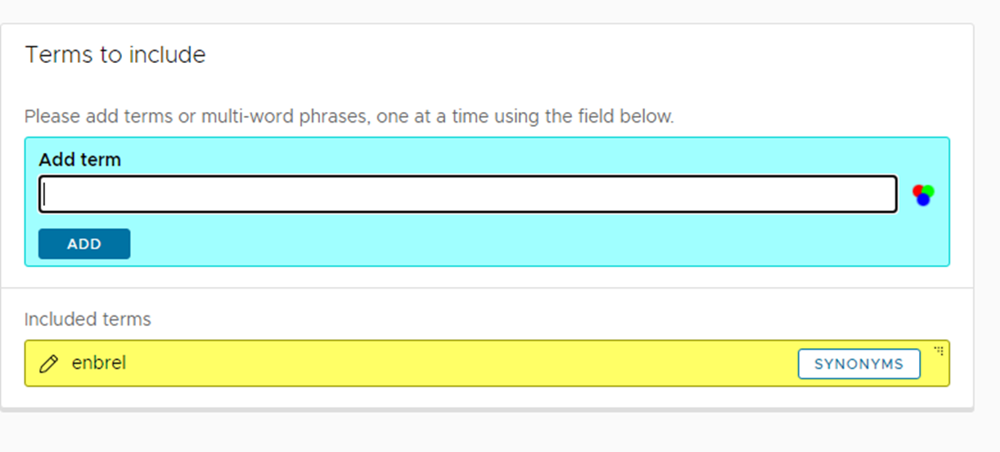 Terms to include
Please add terms or multi-word phrases, one at a time using the field below.
Add term
ADD
Included terms
enbrel
SYNONYMS